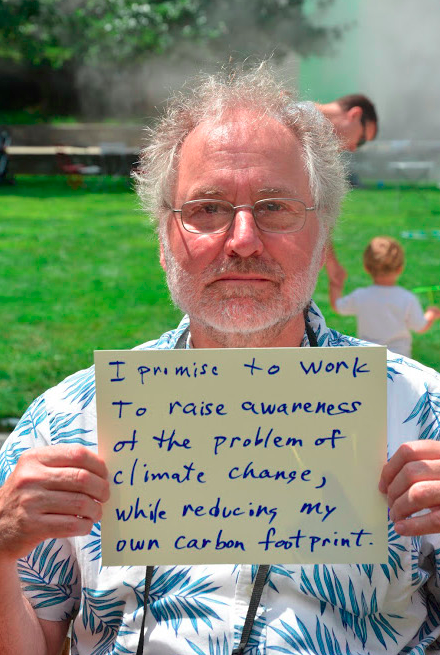 I promise to work
To raise awareness
of the problem of
climate change,
while reducing my
own carbon footprint.